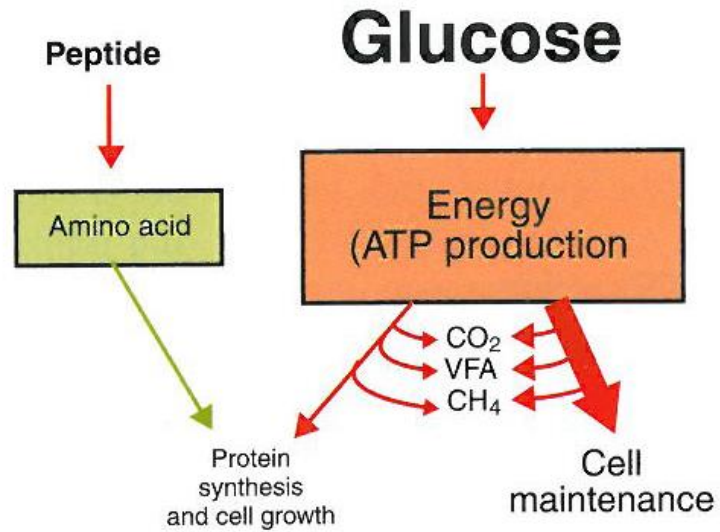 Peptide
Glucose
Amino acid
Energy
(ATP production
CO₂
VFA
CH₄
Protein
synthesis
and cell growth
Cell
maintenance